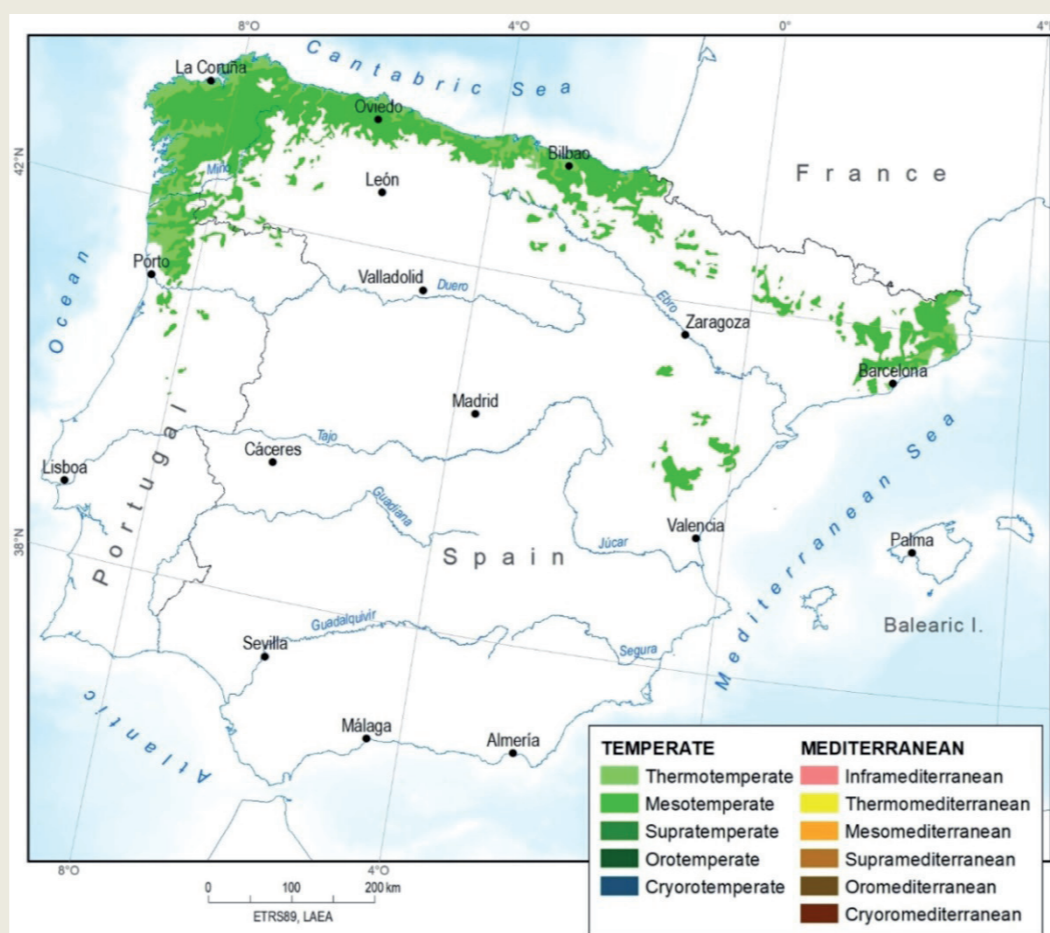 8°O
4°O
0°
4°
Cantabric Sea
La Coruña
Oviedo
Bilbao
France
42°N
Miño
León
Porto
Valladolid
Duero
Ebro
Zaragoza
Barcelona
Ocean
Madrid
Tajo
Cáceres
Lisboa
Portugal
Guadiana
Valencia
Júcar
Spain
Palma
Balearic I.
Mediterranean Sea
38°N
Guadalquivir
Sevilla
Segura
Málaga
Almería
Atlantic
TEMPERATE
Thermotemperate
Mesotemperate
Supratemperate
Orotemperate
Cryorotemperate
MEDITERRANEAN
Inframediterranean
Thermomediterranean
Mesomediterranean
Supramediterranean
Oromediterranean
Cryoromediterranean
8°O
4°O
0 100 200 km
ETRS89, LAEA